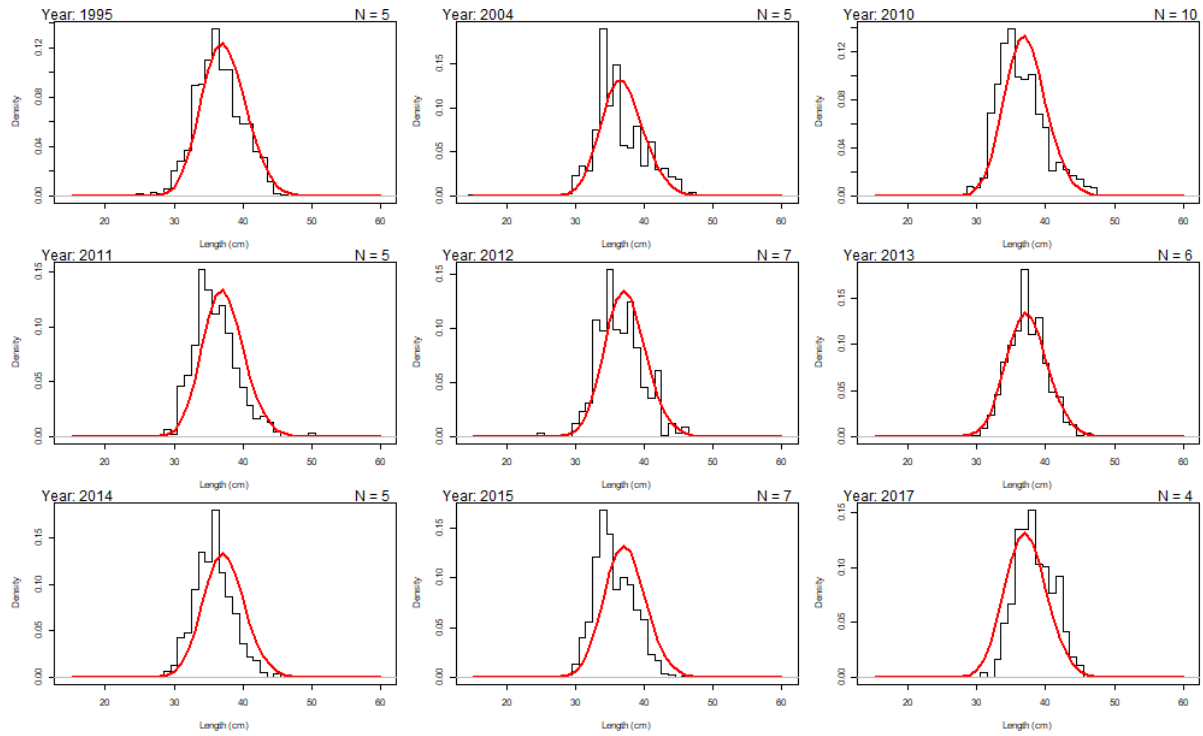 Year: 1995 N = 5
Density
0.00 0.04 0.08 0.12
20 30 40 50 60
Length (cm)
Year: 2004 N = 5
Density
0.00 0.05 0.10 0.15
20 30 40 50 60
Length (cm)
Year: 2010 N = 10
Density
0.00 0.04 0.08 0.12
20 30 40 50 60
Length (cm)
Year: 2011 N = 5
Density
0.00 0.05 0.10 0.15
20 30 40 50 60
Length (cm)
Year: 2012 N = 7
Density
0.00 0.05 0.10 0.15
20 30 40 50 60
Length (cm)
Year: 2013 N = 6
Density
0.00 0.05 0.10 0.15
20 30 40 50 60
Length (cm)
Year: 2014 N = 5
Density
0.00 0.05 0.10 0.15
20 30 40 50 60
Length (cm)
Year: 2015 N = 7
Density
0.00 0.05 0.10 0.15
20 30 40 50 60
Length (cm)
Year: 2017 N = 4
Density
0.00 0.05 0.10 0.15
20 30 40 50 60
Length (cm)